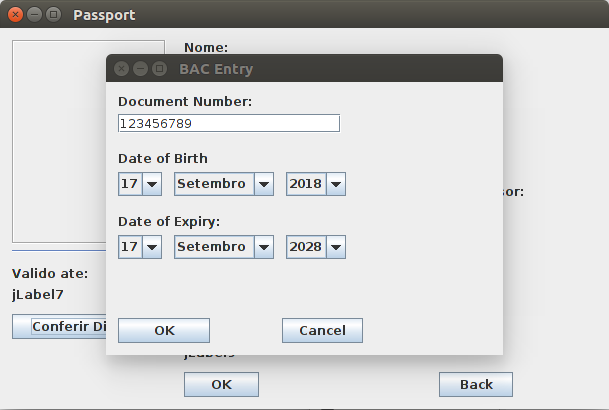 Passport
Nome:
BAC Entry
Document Number:
123456789
Date of Birth
17 Setembro 2018
sor:
Date of Expiry:
17 Setembro 2028
Valido ate:
jLabel7
Conferir Di
OK Cancel
OK Back